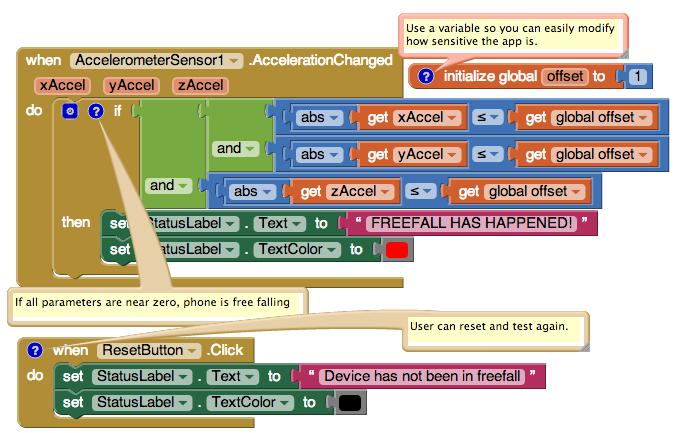 Use a variable so you can easily modify
how sensitive the app is.
when AccelerometerSensor1 .AccelerationChanged
xAccel yAccel zAccel
? initialize global offset to 1
do ? if abs get xAccel ≤ get global offset
and abs get yAccel ≤ get global offset
and abs get zAccel ≤ get global offset
then set StatusLabel . Text to “ FREEFALL HAS HAPPENED! ”
set StatusLabel . TextColor to
If all parameters are near zero, phone is free falling
User can reset and test again.
? when ResetButton .Click
do set StatusLabel . Text to “ Device has not been in freefall ”
set StatusLabel . TextColor to